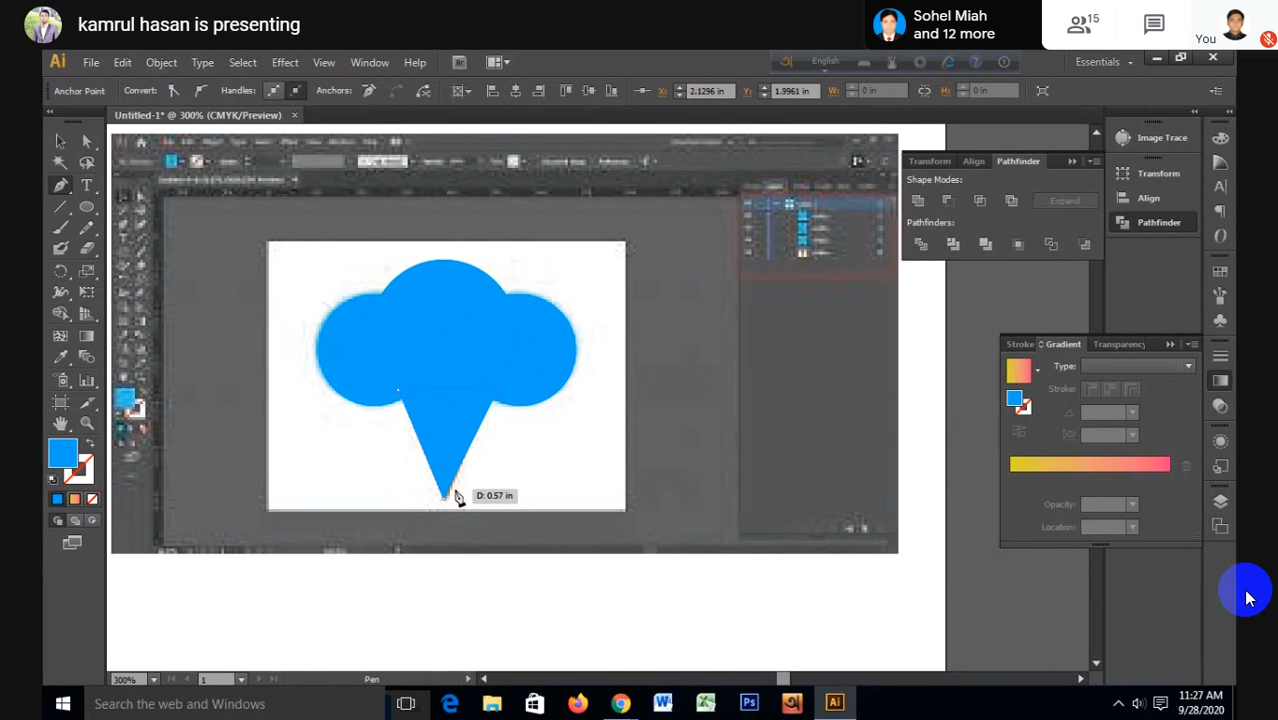 kamrul hasan is presenting
Sohel Miah
and 12 more
15
You
Ai File Edit Object Type Select Effect View Window Help
Br
English
Essentials
Anchor Point Convert: Handles: Anchors: X: 2.1296 in Y: 1.9961 in W: 0 in H: 0 in
Untitled-1* @ 300% (CMYK/Preview)
Image Trace
Transform Align Pathfinder
Shape Modes:
Expand
Pathfinders:
Transform
Align
Pathfinder
Stroke Gradient Transparency
Type:
Stroke:
Opacity:
Location:
D: 0.57 in
300% 1 Pen
Search the web and Windows
Ps
Ai
11:27 AM
9/28/2020